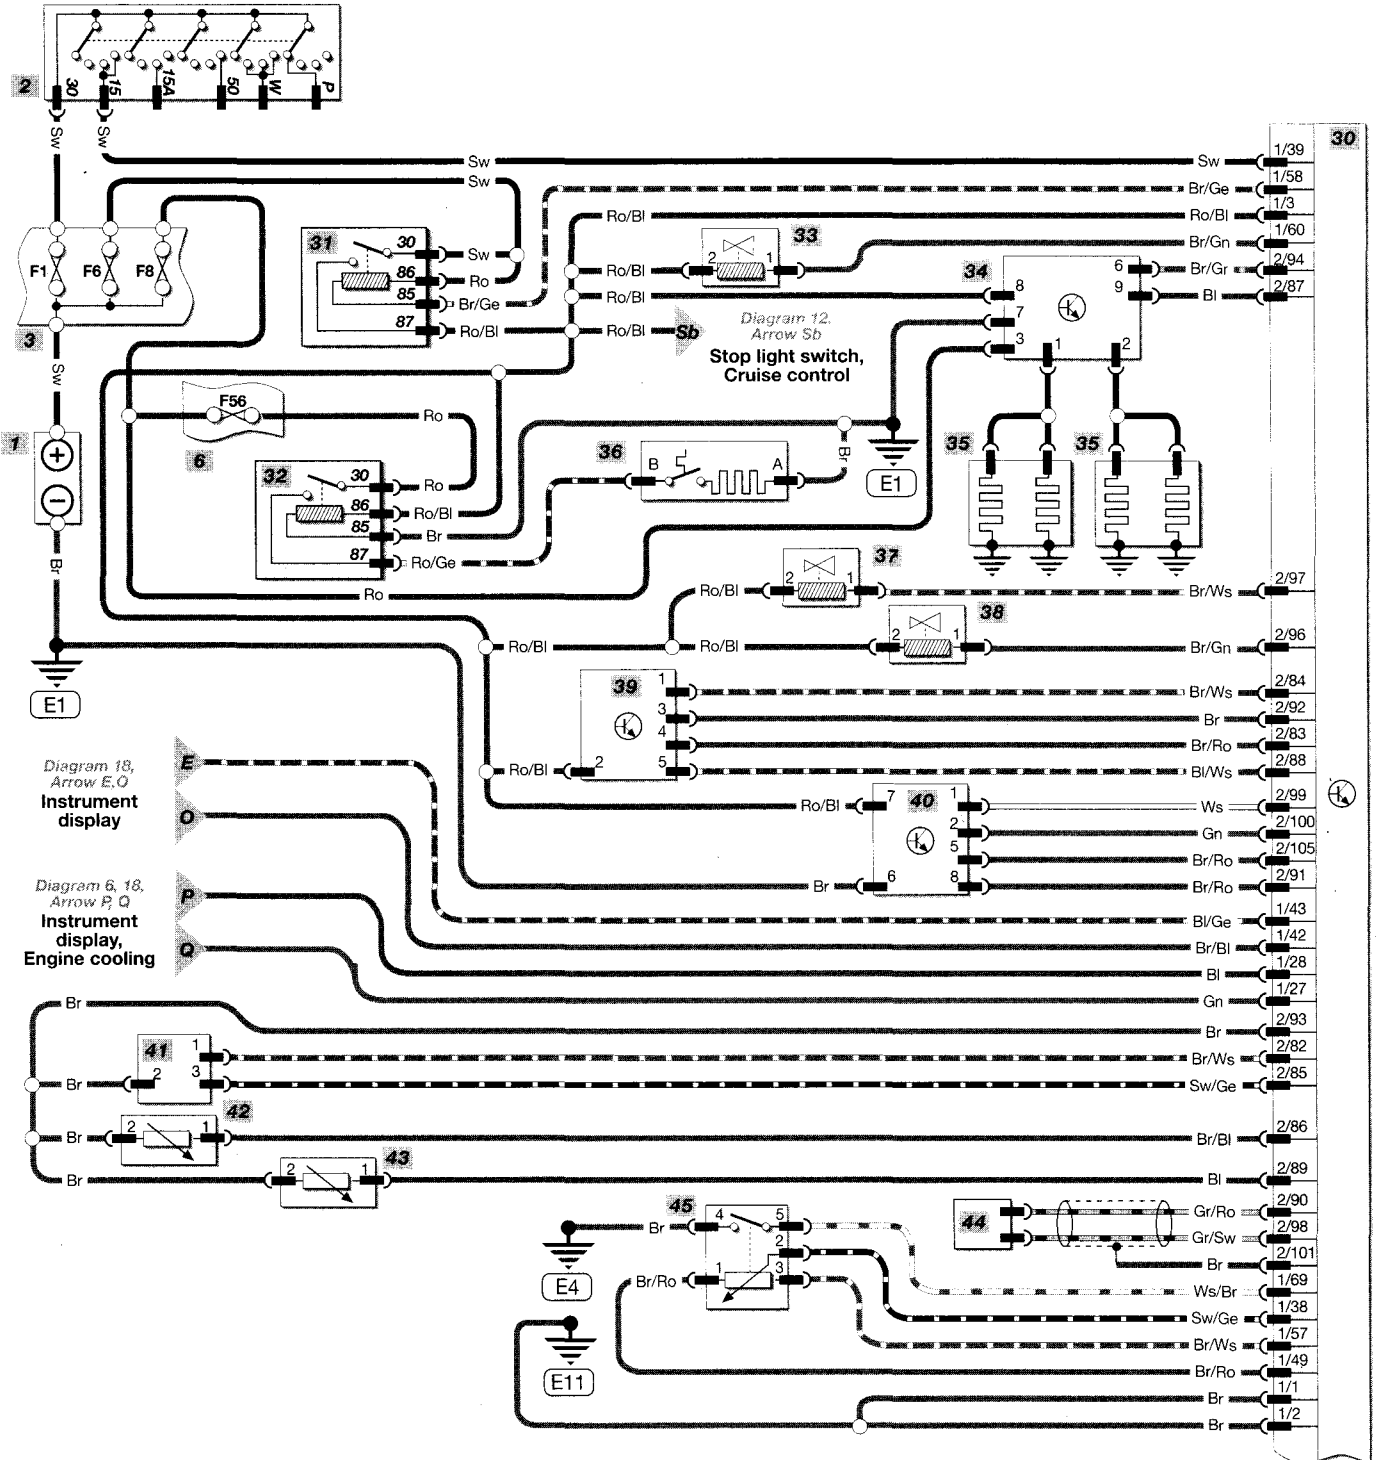 2
30
15
15A
50
W
P
Sw
Sw
Sw
Sw
1/39
30
Sw
Br/Ge
1/58
Ro/Bl
Ro/Bl
1/3
31
30
Sw
86
Ro
85
Br/Ge
87
Ro/Bl
Ro/Bl
2
1
33
Br/Gn
1/60
34
6
Br/Gr
2/94
8
9
Bl
2/87
Ro/Bl
7
3
1
2
F1
F6
F8
3
Ro/Bl
Sb
Diagram 12,
Arrow Sb
Stop light switch,
Cruise control
Sw
F56
6
Ro
1
+
−
32
30
Ro
86
Ro/Bl
85
Br
87
Ro/Ge
36
B
A
Br
E1
35
35
Ro
Br
E1
Ro/Bl
2
1
37
Br/Ws
2/97
Ro/Bl
Ro/Bl
2
1
38
Br/Gn
2/96
39
1
Br/Ws
2/84
3
Br
2/92
4
Br/Ro
2/83
Ro/Bl
2
5
Bl/Ws
2/88
Diagram 18,
Arrow E,O
Instrument
display
E
O
Ro/Bl
7
40
1
Ws
2/99
2
Gn
2/100
5
Br/Ro
2/105
Br
6
8
Br/Ro
2/91
Diagram 6, 18,
Arrow P, Q
Instrument
display,
Engine cooling
P
Q
Bl/Ge
1/43
Br/Bl
1/42
Bl
1/28
Gn
1/27
Br
Br
2/93
41
1
Br/Ws
2/82
Br
2
3
Sw/Ge
2/85
Br
2
1
42
Br/Bl
2/86
Br
2
1
43
Bl
2/89
45
44
Gr/Ro
2/90
Gr/Sw
2/98
Br
2/101
Br
4
5
2
Br/Ro
1
3
E4
Ws/Br
1/69
Sw/Ge
1/38
Br/Ws
1/57
E11
Br/Ro
1/49
Br
1/1
Br
1/2